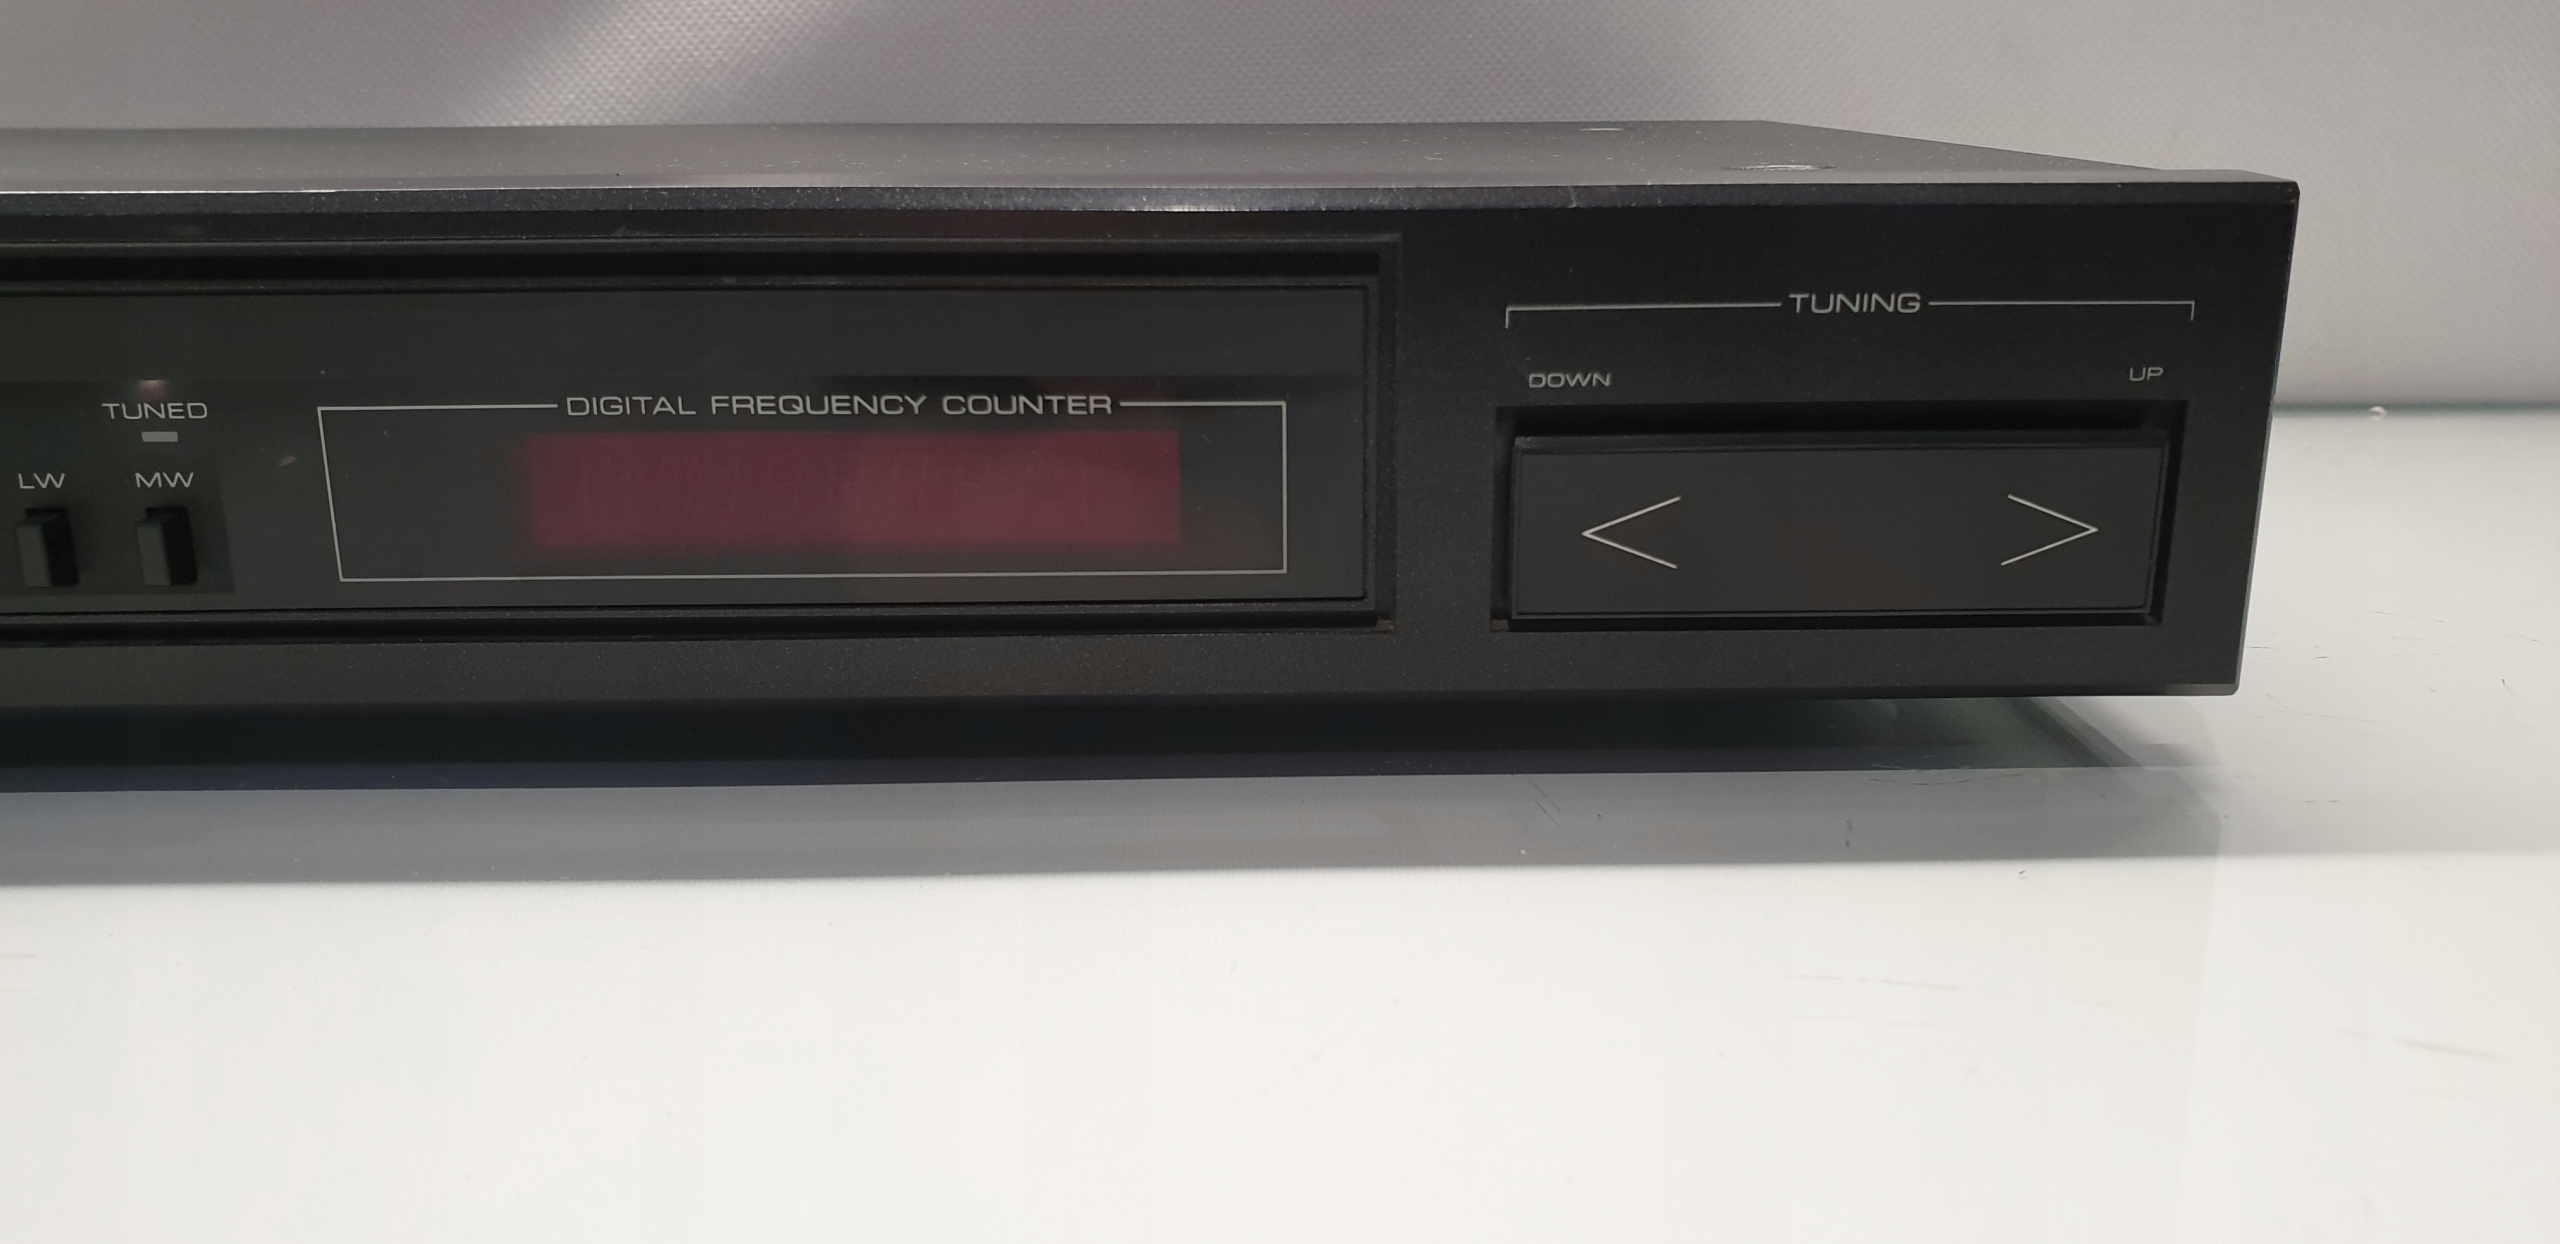 TUNING
DOWN
UP
TUNED
DIGITAL FREQUENCY COUNTER
LW
MW